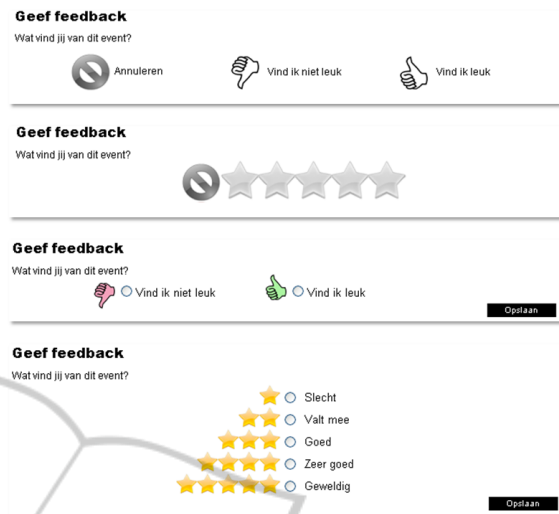 Geef feedback
Wat vind jij van dit event?
Annuleren Vind ik niet leuk Vind ik leuk
Geef feedback
Wat vind jij van dit event?
Geef feedback
Wat vind jij van dit event?
Vind ik niet leuk Vind ik leuk
Opslaan
Geef feedback
Wat vind jij van dit event?
Slecht
Valt mee
Goed
Zeer goed
Geweldig
Opslaan